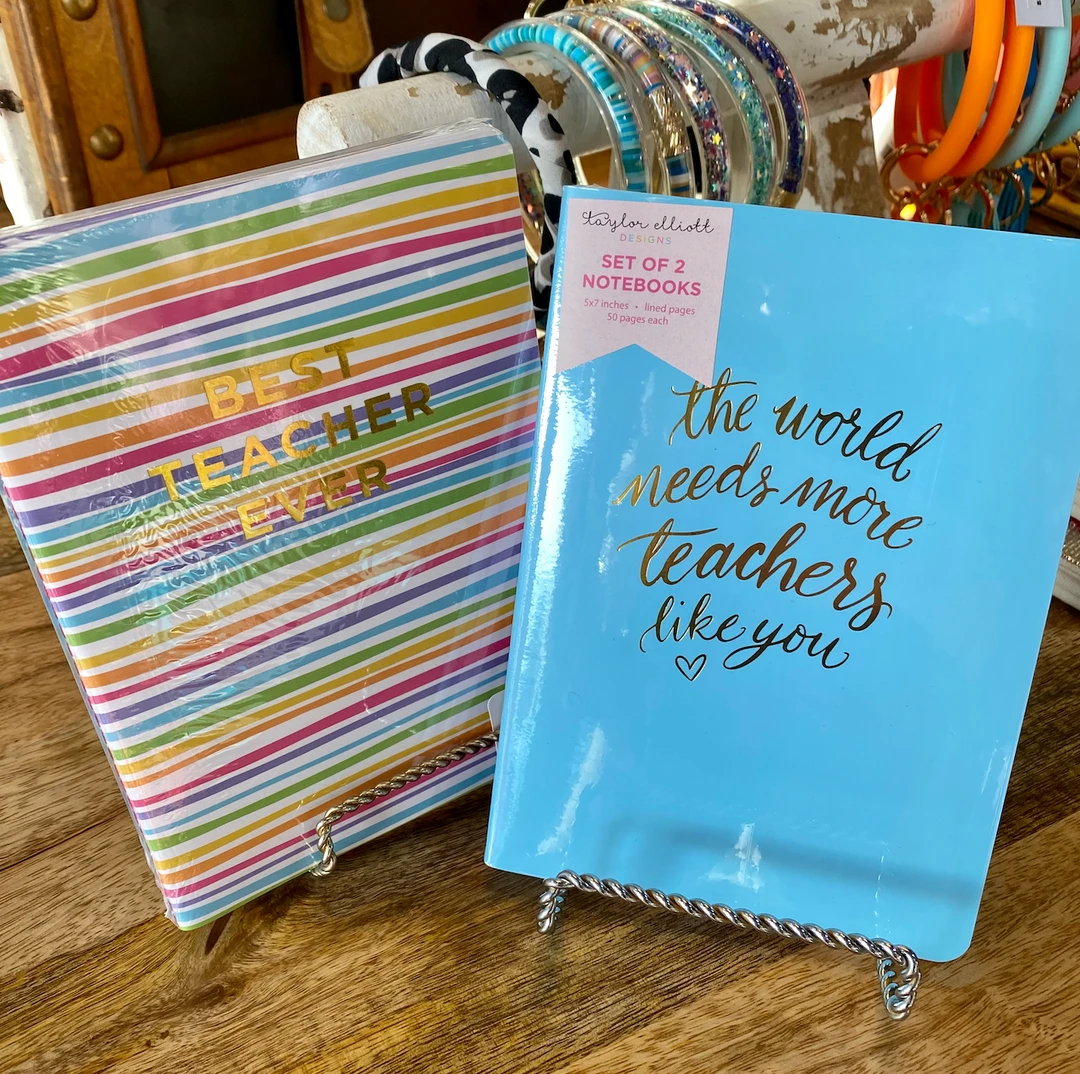 BEST
TEACHER
EVER
taylor elliott
DESIGNS
SET OF 2
NOTEBOOKS
5x7 inches • lined pages
50 pages each
the world
needs more
teachers
like you